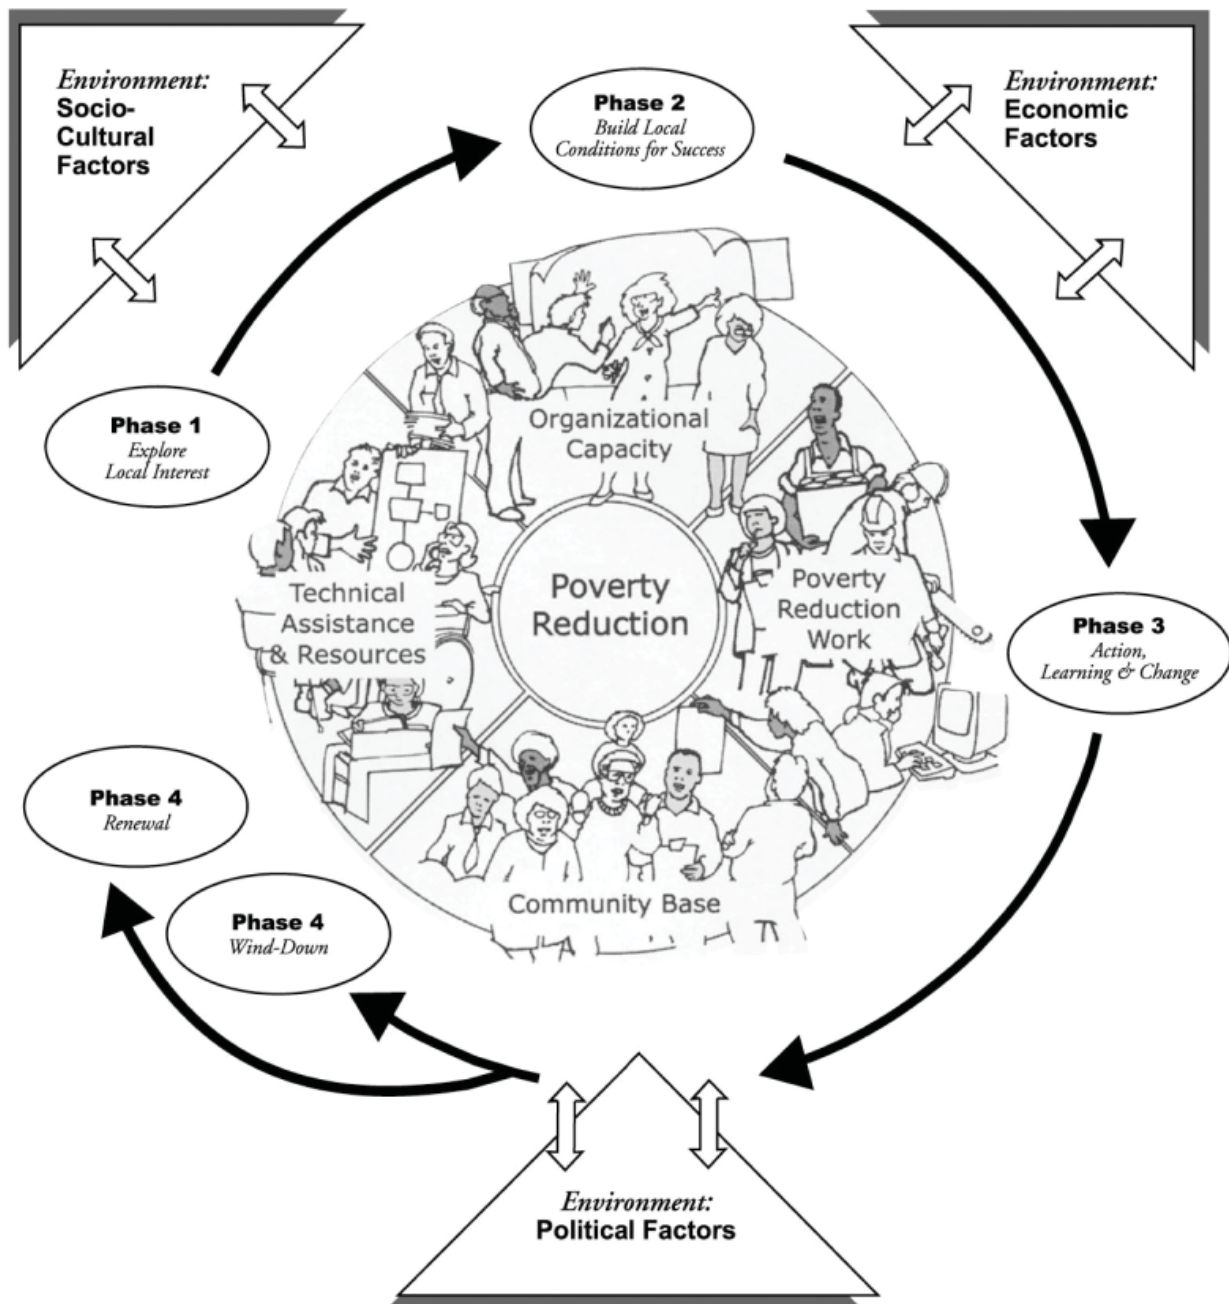 Environment:
Socio-
Cultural
Factors
Environment:
Economic
Factors
Phase 2
Build Local
Conditions for Success
Phase 1
Explore
Local Interest
Organizational
Capacity
Technical
Assistance
& Resources
Poverty
Reduction
Poverty
Reduction
Work
Phase 3
Action,
Learning & Change
Phase 4
Renewal
Phase 4
Wind-Down
Community Base
Environment:
Political Factors